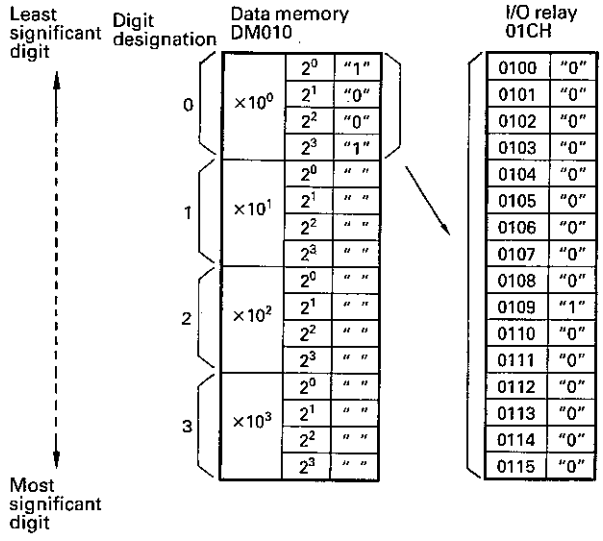 Least significant digit
Digit designation
Data memory DM010
I/O relay 01CH
0 ×10⁰ 2⁰ "1" 0100 "0"
2¹ "0" 0101 "0"
2² "0" 0102 "0"
2³ "1" 0103 "0"
1 ×10¹ 2⁰ " " 0104 "0"
2¹ " " 0105 "0"
2² " " 0106 "0"
2³ " " 0107 "0"
2 ×10² 2⁰ " " 0108 "0"
2¹ " " 0109 "1"
2² " " 0110 "0"
2³ " " 0111 "0"
3 ×10³ 2⁰ " " 0112 "0"
2¹ " " 0113 "0"
2² " " 0114 "0"
2³ " " 0115 "0"
Most significant digit